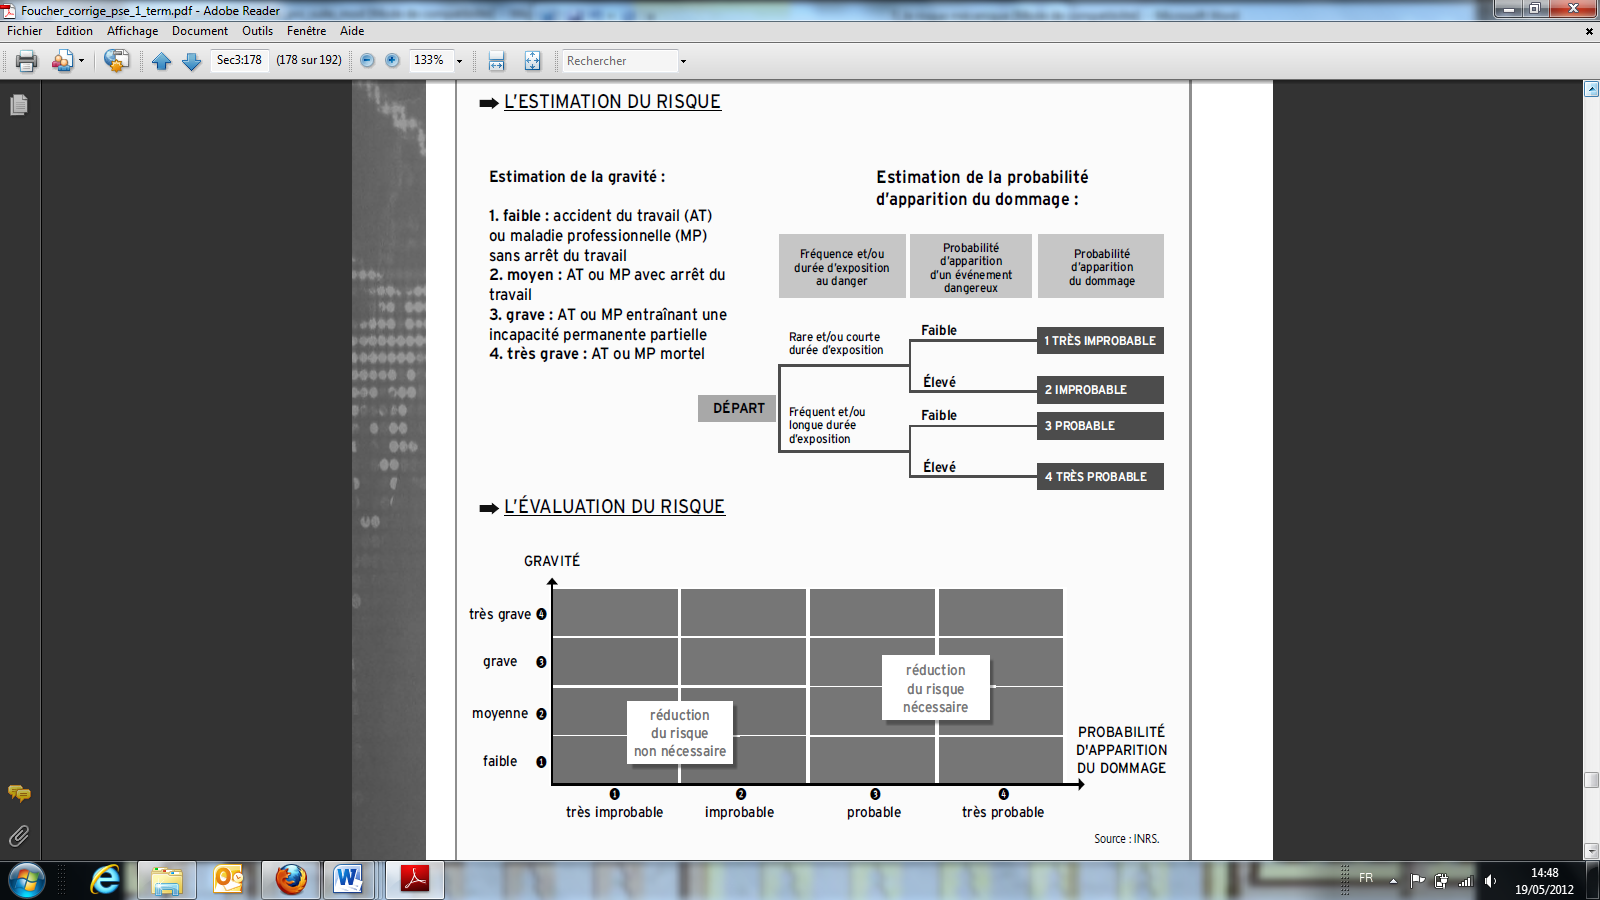 Foucher_corrige_pse_1_term.pdf - Adobe Reader
Fichier Edition Affichage Document Outils Fenêtre Aide
Sec3:178 (178 sur 192) 133% Rechercher
L'ESTIMATION DU RISQUE
Estimation de la gravité :
1. faible : accident du travail (AT)
ou maladie professionnelle (MP)
sans arrêt du travail
2. moyen : AT ou MP avec arrêt du
travail
3. grave : AT ou MP entraînant une
incapacité permanente partielle
4. très grave : AT ou MP mortel
Estimation de la probabilité
d'apparition du dommage :
Fréquence et/ou
durée d'exposition
au danger
Probabilité
d'apparition
d'un événement
dangereux
Probabilité
d'apparition
du dommage
DÉPART
Rare et/ou courte
durée d'exposition
Faible
1 TRÈS IMPROBABLE
Élevé
2 IMPROBABLE
Fréquent et/ou
longue durée
d'exposition
Faible
3 PROBABLE
Élevé
4 TRÈS PROBABLE
L'ÉVALUATION DU RISQUE
GRAVITÉ
très grave 4
grave 3
moyenne 2
faible 1
réduction
du risque
non nécessaire
réduction
du risque
nécessaire
PROBABILITÉ
D'APPARITION
DU DOMMAGE
1 2 3 4
très improbable improbable probable très probable
Source : INRS.
FR
14:48
19/05/2012